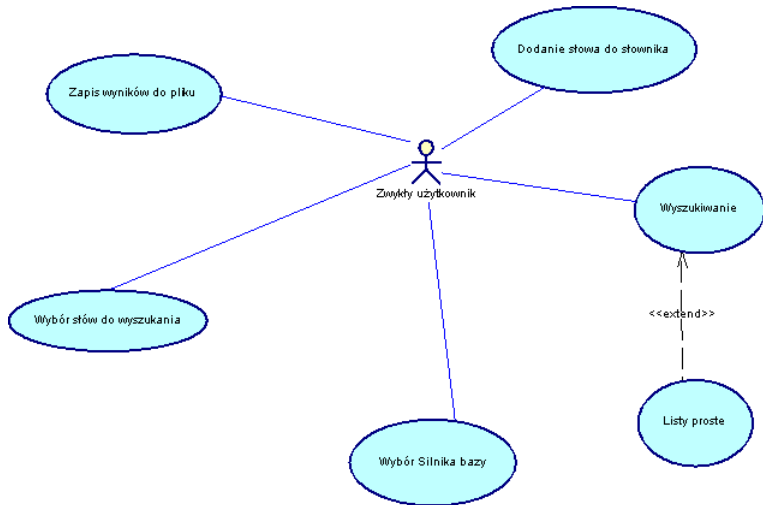 Dodanie słowa do słownika
Zapis wyników do pliku
Zwykły użytkownik
Wyszukiwanie
Wybór słów do wyszukania
<<extend>>
Listy proste
Wybór Silnika bazy